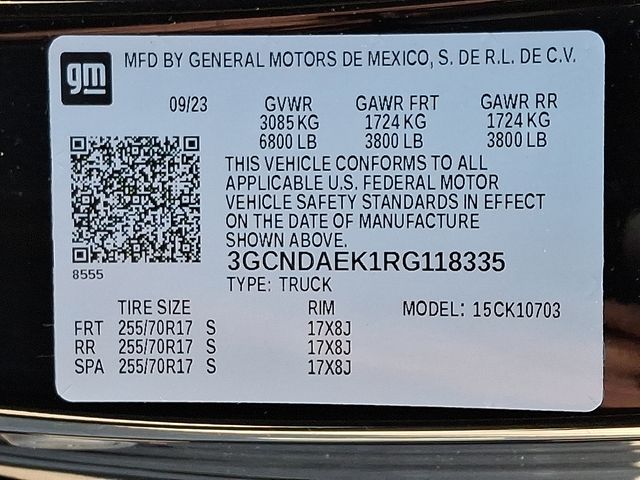 gm
MFD BY GENERAL MOTORS DE MEXICO, S. DE R.L. DE C.V.
09/23 GVWR GAWR FRT GAWR RR
3085 KG 1724 KG 1724 KG
6800 LB 3800 LB 3800 LB
THIS VEHICLE CONFORMS TO ALL
APPLICABLE U.S. FEDERAL MOTOR
VEHICLE SAFETY STANDARDS IN EFFECT
ON THE DATE OF MANUFACTURE
SHOWN ABOVE.
8555
3GCNDAEK1RG118335
TYPE: TRUCK
TIRE SIZE RIM MODEL: 15CK10703
FRT 255/70R17 S 17X8J
RR 255/70R17 S 17X8J
SPA 255/70R17 S 17X8J